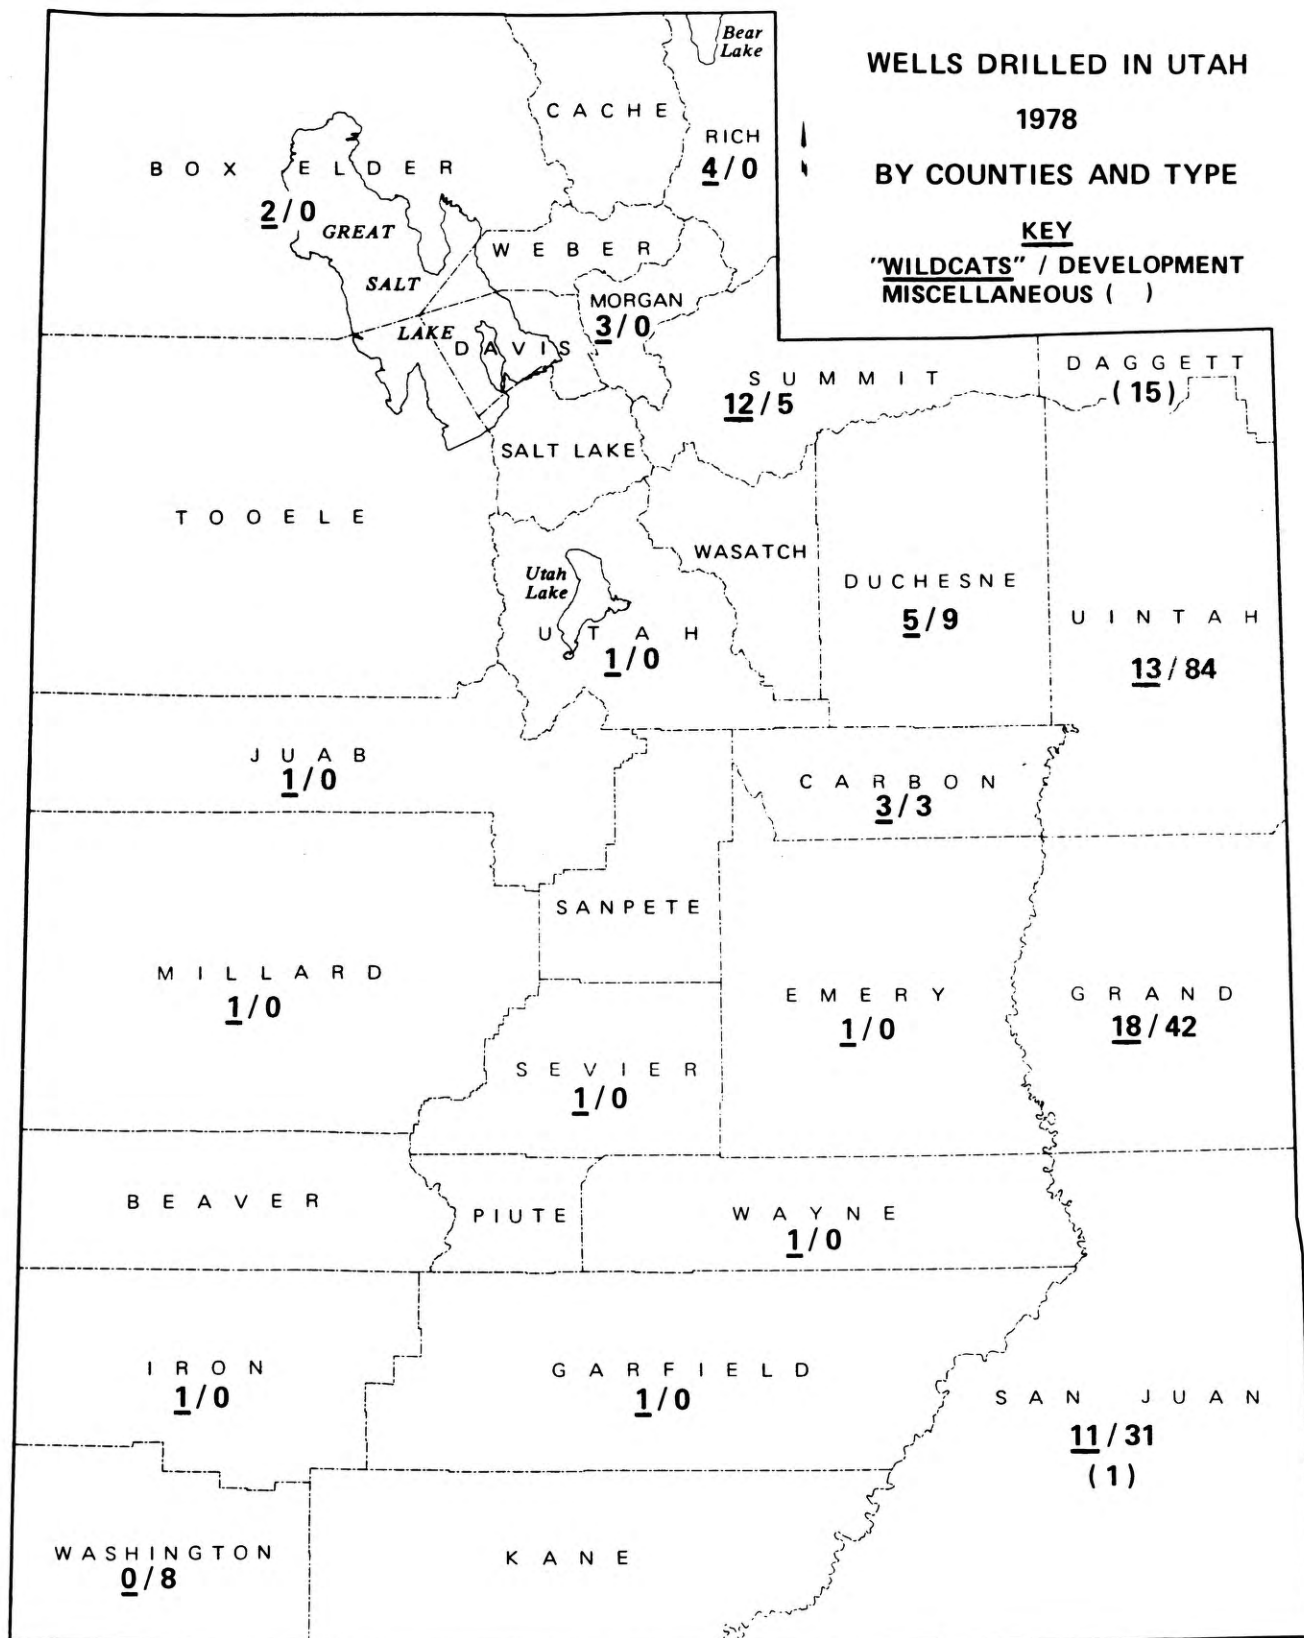 WELLS DRILLED IN UTAH
1978
BY COUNTIES AND TYPE
KEY
"WILDCATS" / DEVELOPMENT
MISCELLANEOUS ( )
Bear
Lake
CACHE
RICH
4/0
BOX ELDER
2/0
GREAT
SALT
LAKE
WEBER
MORGAN
3/0
DAVIS
SUMMIT
12/5
DAGGETT
(15)
SALT LAKE
TOOELE
WASATCH
Utah
Lake
UTAH
1/0
DUCHESNE
5/9
UINTAH
13/84
JUAB
1/0
CARBON
3/3
SANPETE
MILLARD
1/0
EMERY
1/0
GRAND
18/42
SEVIER
1/0
BEAVER
PIUTE
WAYNE
1/0
IRON
1/0
GARFIELD
1/0
SAN JUAN
11/31
(1)
WASHINGTON
0/8
KANE